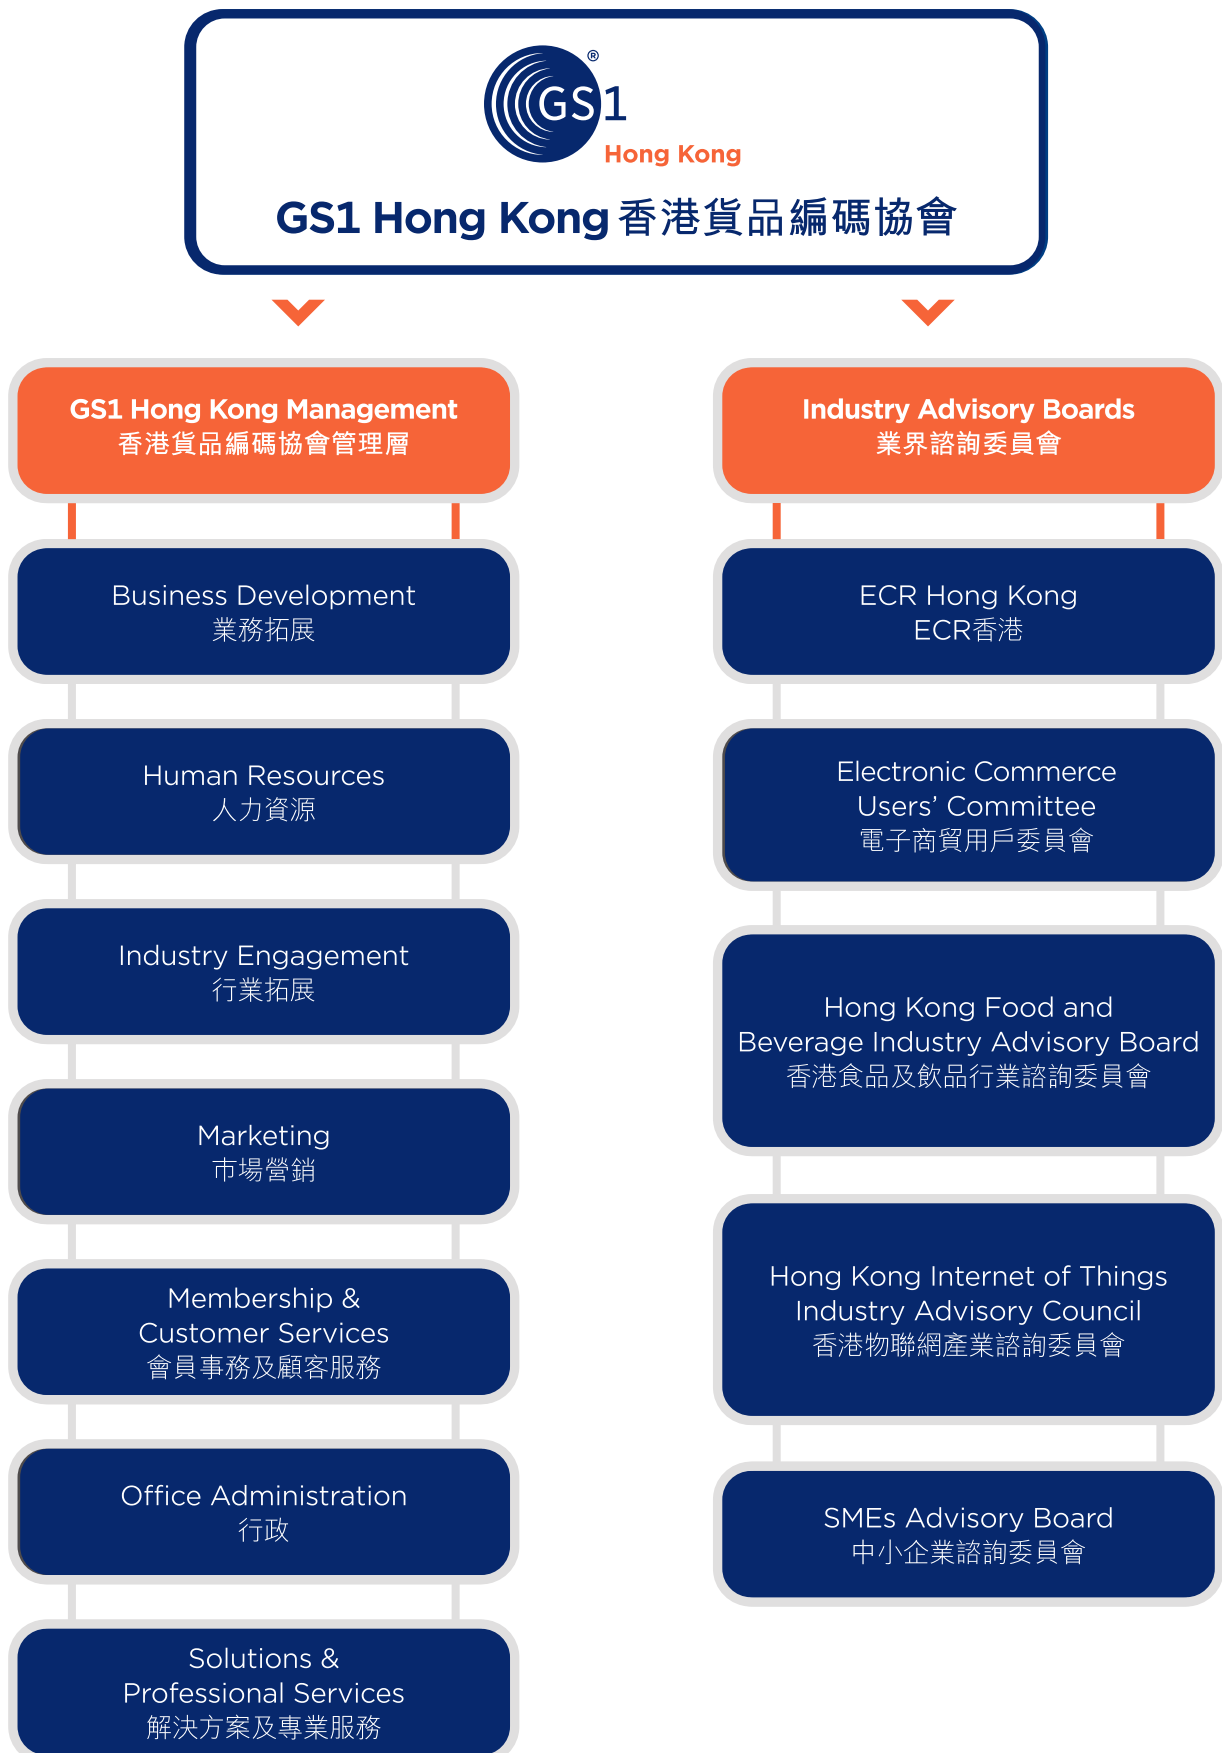 GS1
®
Hong Kong
GS1 Hong Kong 香港貨品編碼協會
GS1 Hong Kong Management
香港貨品編碼協會管理層
Business Development
業務拓展
Human Resources
人力資源
Industry Engagement
行業拓展
Marketing
市場營銷
Membership &
Customer Services
會員事務及顧客服務
Office Administration
行政
Solutions &
Professional Services
解決方案及專業服務
Industry Advisory Boards
業界諮詢委員會
ECR Hong Kong
ECR香港
Electronic Commerce
Users’ Committee
電子商貿用戶委員會
Hong Kong Food and
Beverage Industry Advisory Board
香港食品及飲品行業諮詢委員會
Hong Kong Internet of Things
Industry Advisory Council
香港物聯網產業諮詢委員會
SMEs Advisory Board
中小企業諮詢委員會